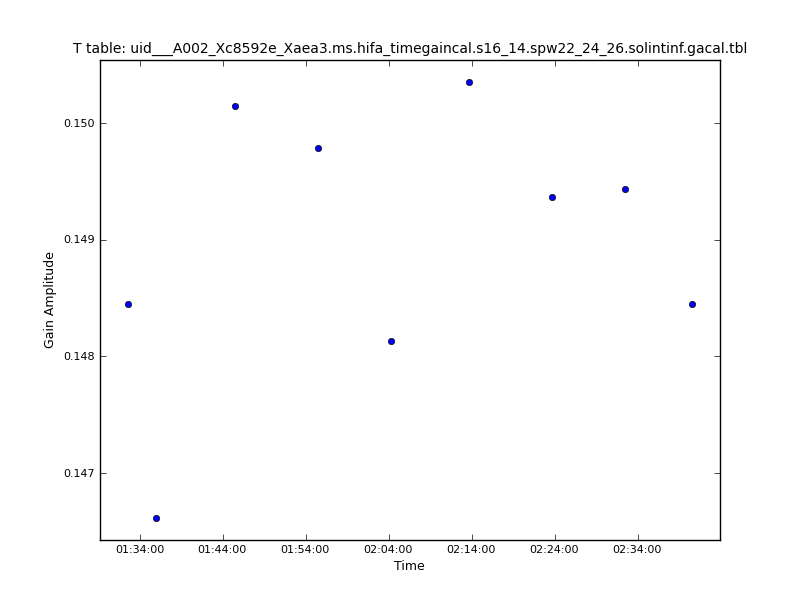 T table: uid___A002_Xc8592e_Xaea3.ms.hifa_timegaincal.s16_14.spw22_24_26.solintinf.gacal.tbl
0.150
0.149
0.148
0.147
Gain Amplitude
01:34:00 01:44:00 01:54:00 02:04:00 02:14:00 02:24:00 02:34:00
Time